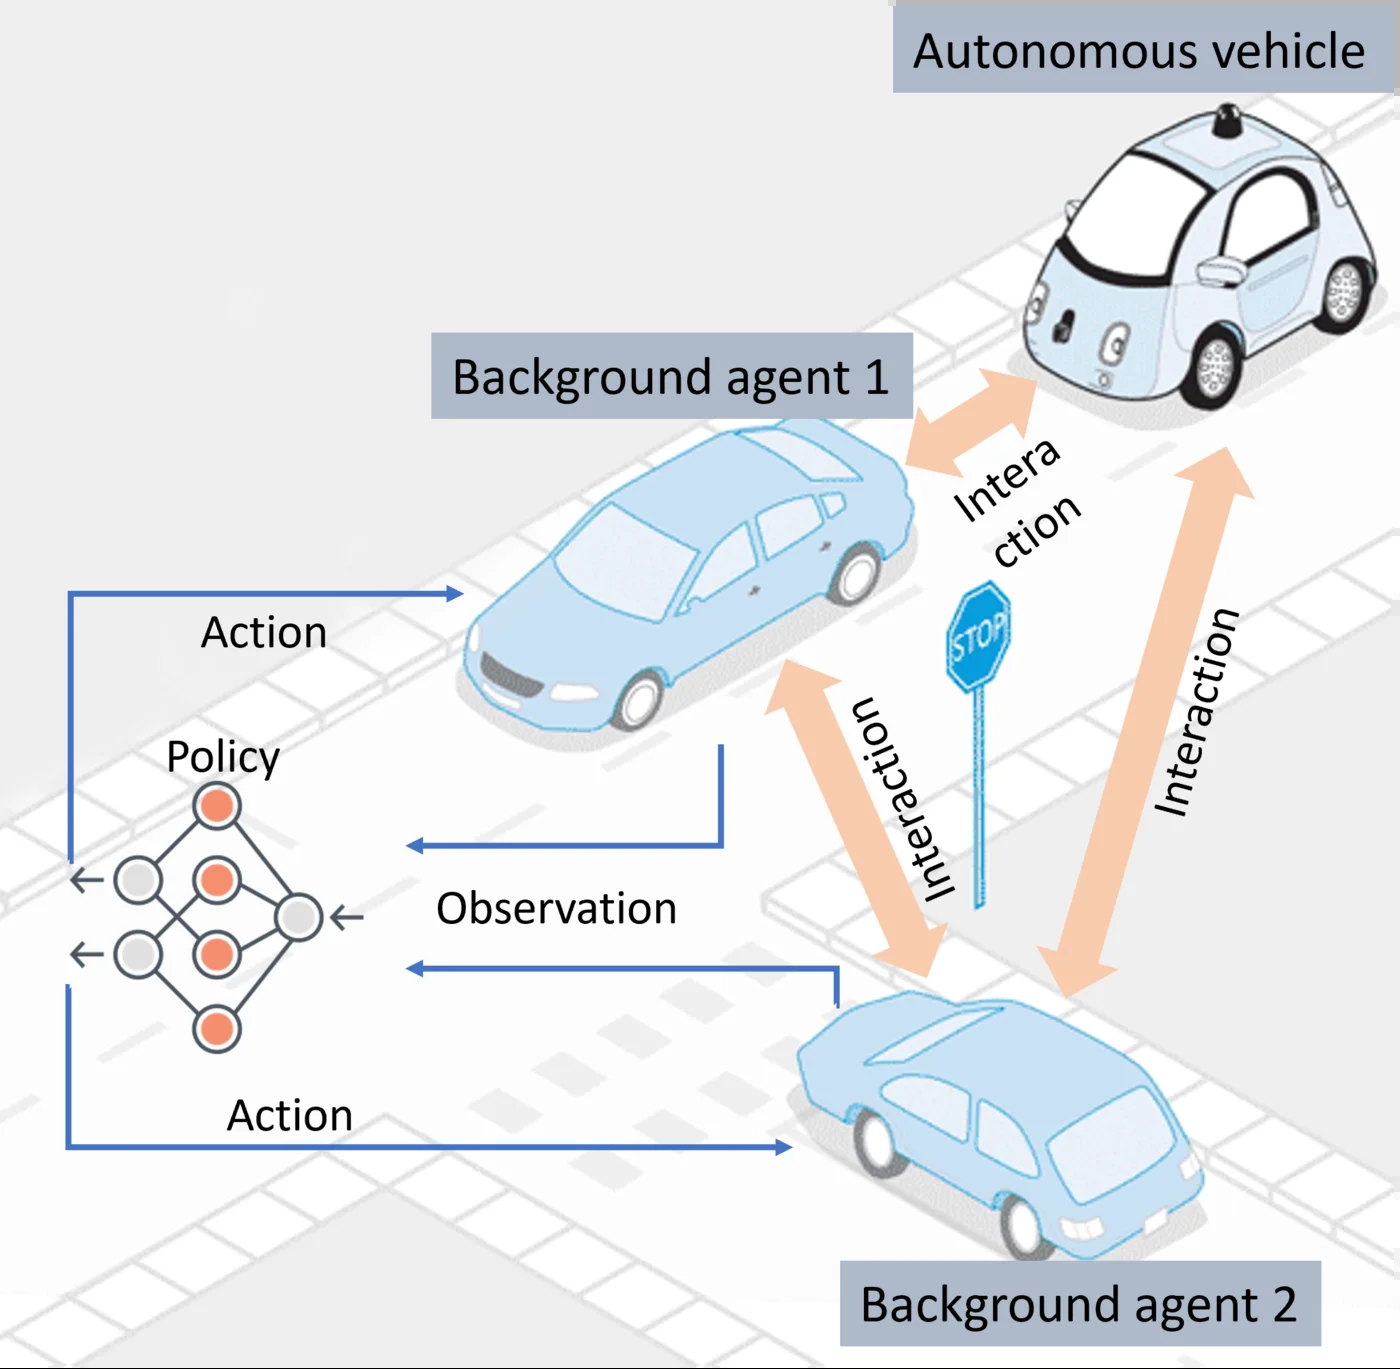 Autonomous vehicle
Background agent 1
Intera
ction
Action
STOP
Interaction
Interaction
Policy
Observation
Action
Background agent 2